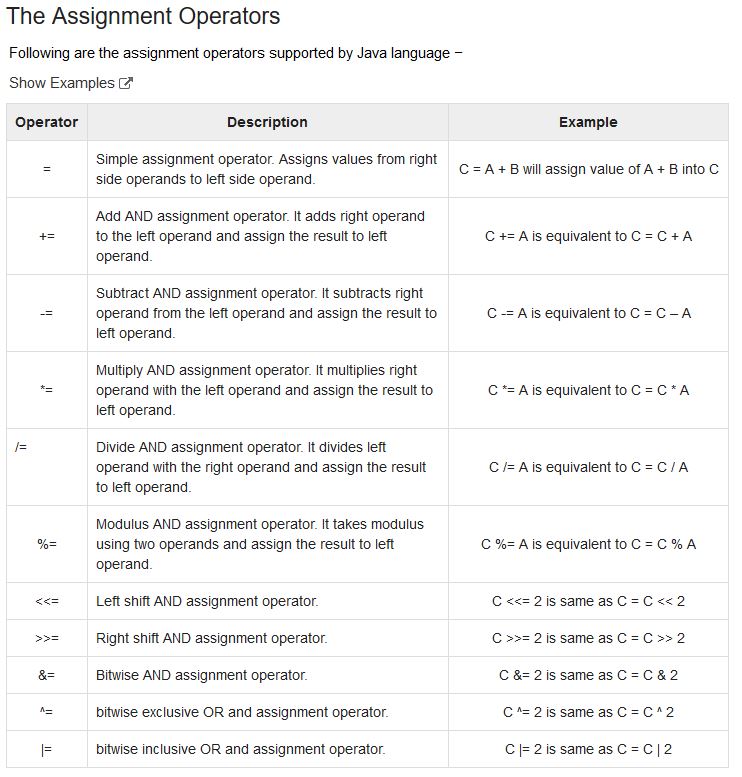 The Assignment Operators
Following are the assignment operators supported by Java language −
Show Examples
Operator Description Example
= Simple assignment operator. Assigns values from right C = A + B will assign value of A + B into C
side operands to left side operand.
+= Add AND assignment operator. It adds right operand
to the left operand and assign the result to left C += A is equivalent to C = C + A
operand.
-= Subtract AND assignment operator. It subtracts right
operand from the left operand and assign the result to C -= A is equivalent to C = C – A
left operand.
*= Multiply AND assignment operator. It multiplies right
operand with the left operand and assign the result to C *= A is equivalent to C = C * A
left operand.
/= Divide AND assignment operator. It divides left
operand with the right operand and assign the result C /= A is equivalent to C = C / A
to left operand.
%= Modulus AND assignment operator. It takes modulus
using two operands and assign the result to left C %= A is equivalent to C = C % A
operand.
<<= Left shift AND assignment operator. C <<= 2 is same as C = C << 2
>>= Right shift AND assignment operator. C >>= 2 is same as C = C >> 2
&= Bitwise AND assignment operator. C &= 2 is same as C = C & 2
^= bitwise exclusive OR and assignment operator. C ^= 2 is same as C = C ^ 2
|= bitwise inclusive OR and assignment operator. C |= 2 is same as C = C | 2